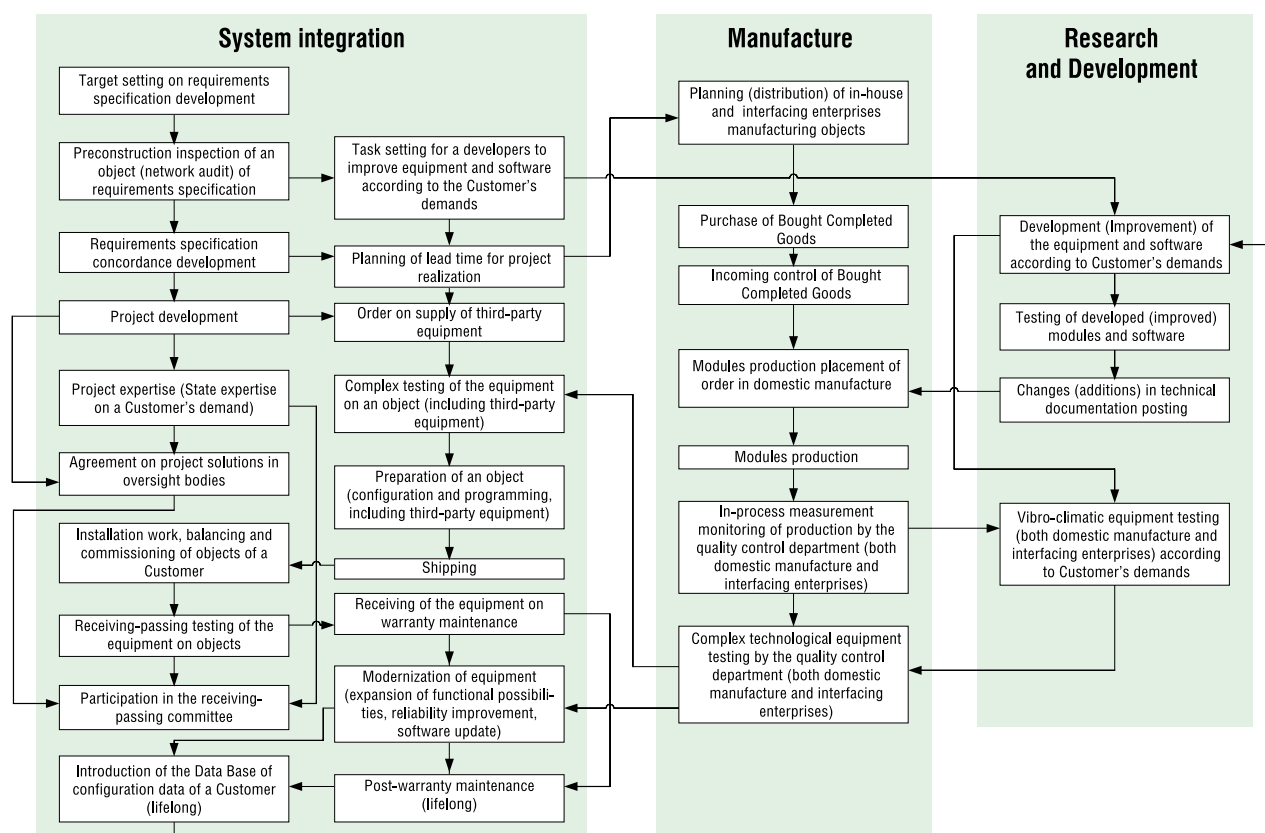 System integration
Target setting on requirements
specification development
Preconstruction inspection of an
object (network audit) of
requirements specification
Requirements specification
concordance development
Project development
Project expertise (State expertise
on a Customer's demand)
Agreement on project solutions in
oversight bodies
Installation work, balancing and
commissioning of objects of a
Customer
Receiving-passing testing of the
equipment on objects
Participation in the receiving-
passing committee
Introduction of the Data Base of
configuration data of a Customer
(lifelong)
Task setting for a developers to
improve equipment and software
according to the Customer's
demands
Planning of lead time for project
realization
Order on supply of third-party
equipment
Complex testing of the equipment
on an object (including third-party
equipment)
Preparation of an object
(configuration and programming,
including third-party equipment)
Shipping
Receiving of the equipment on
warranty maintenance
Modernization of equipment
(expansion of functional possibili-
ties, reliability improvement,
software update)
Post-warranty maintenance
(lifelong)
Manufacture
Planning (distribution) of in-house
and interfacing enterprises
manufacturing objects
Purchase of Bought Completed
Goods
Incoming control of Bought
Completed Goods
Modules production placement of
order in domestic manufacture
Modules production
In-process measurement
monitoring of production by the
quality control department (both
domestic manufacture and
interfacing enterprises)
Complex technological equipment
testing by the quality control
department (both domestic
manufacture and interfacing
enterprises)
Research
and Development
Development (Improvement) of
the equipment and software
according to Customer's demands
Testing of developed (improved)
modules and software
Changes (additions) in technical
documentation posting
Vibro-climatic equipment testing
(both domestic manufacture and
interfacing enterprises) according
to Customer's demands